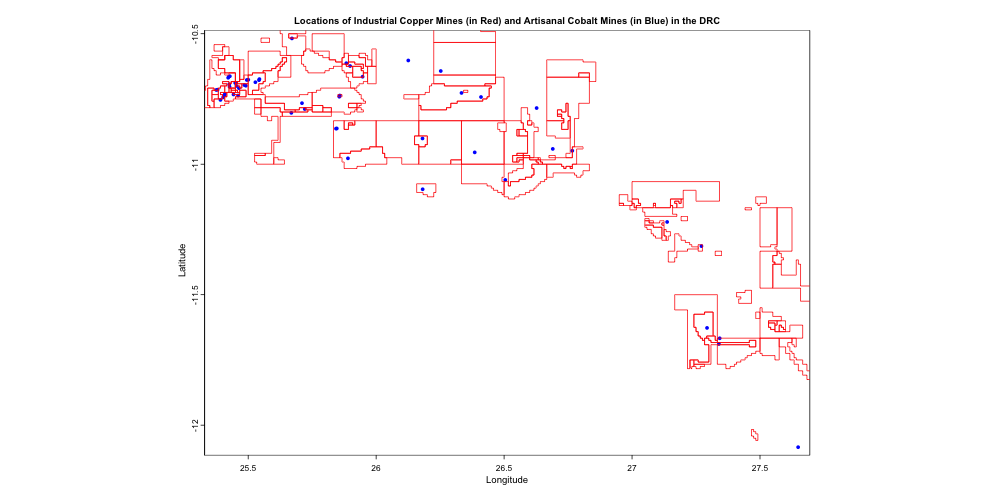 Locations of Industrial Copper Mines (in Red) and Artisanal Cobalt Mines (in Blue) in the DRC
-10.5
-11
-11.5
-12
Latitude
25.5 26 26.5 27 27.5
Longitude